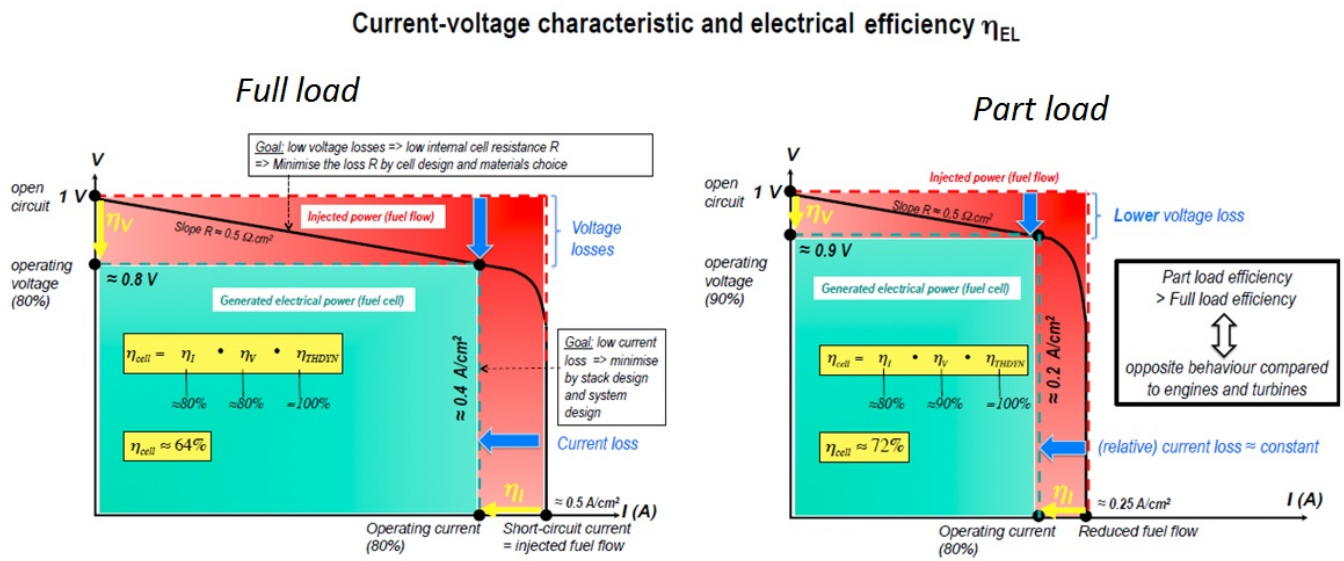 Current-voltage characteristic and electrical efficiency ηEL
Full load
V
open
circuit
1 V
ηV
operating
voltage
(80%)
Goal: low voltage losses => low internal cell resistance R
=> Minimise the loss R by cell design and materials choice
Injected power (fuel flow)
Slope R ≈ 0.5 Ω.cm²
Voltage
losses
≈ 0.8 V
Generated electrical power (fuel cell)
ηcell = ηI • ηV • ηTHDYN
≈80% ≈80% =100%
ηcell ≈ 64%
≈ 0.4 A/cm²
Goal: low current
loss => minimise
by stack design
and system
design
Current loss
ηI
≈ 0.5 A/cm²
I (A)
Operating current
(80%)
Short-circuit current
= injected fuel flow
Part load
V
open
circuit
1 V
ηV
operating
voltage
(90%)
Injected power (fuel flow)
Slope R ≈ 0.5 Ω.cm²
Lower voltage loss
≈ 0.9 V
Generated electrical power (fuel cell)
ηcell = ηI • ηV • ηTHDYN
≈80% ≈90% =100%
ηcell ≈ 72%
≈ 0.2 A/cm²
Part load efficiency
> Full load efficiency
opposite behaviour compared
to engines and turbines
(relative) current loss ≈ constant
ηI
≈ 0.25 A/cm²
I (A)
Operating current
(80%)
Reduced fuel flow